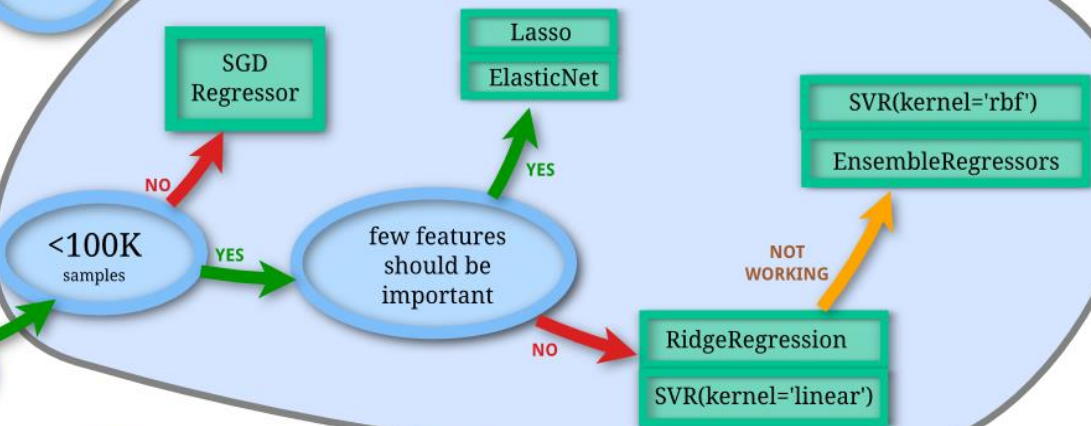 SGD
Regressor
Lasso
ElasticNet
SVR(kernel='rbf')
EnsembleRegressors
NO
YES
<100K
samples
YES
few features
should be
important
NOT
WORKING
NO
RidgeRegression
SVR(kernel='linear')